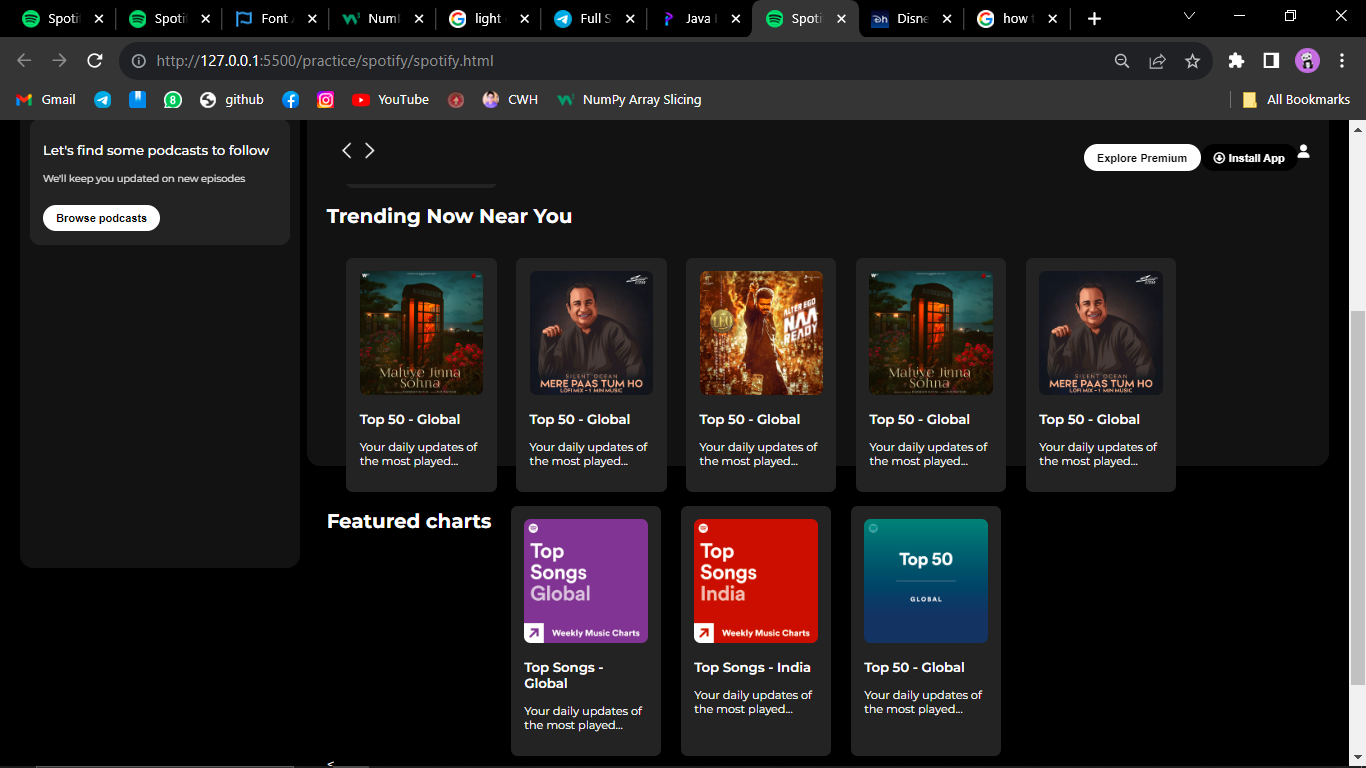 Spoti
Spoti
Font A
Numl
light
Full S
Java
Spoti
Disne
how t
http://127.0.0.1:5500/practice/spotify/spotify.html
Gmail
8
github
YouTube
CWH
NumPy Array Slicing
All Bookmarks
Let's find some podcasts to follow
We'll keep you updated on new episodes
Browse podcasts
Explore Premium
Install App
Trending Now Near You
Mahiye Jinna
Sohna
SILENT OCEAN
MERE PAAS TUM HO
LOFI MIX - 1 MIN MUSIC
LEO
ALTER EGO
NAA
READY
Mahiye Jinna
Sohna
SILENT OCEAN
MERE PAAS TUM HO
LOFI MIX - 1 MIN MUSIC
Top 50 - Global
Your daily updates of
the most played...
Top 50 - Global
Your daily updates of
the most played...
Top 50 - Global
Your daily updates of
the most played...
Top 50 - Global
Your daily updates of
the most played...
Top 50 - Global
Your daily updates of
the most played...
Featured charts
Top
Songs
Global
Weekly Music Charts
Top Songs -
Global
Your daily updates of
the most played...
Top
Songs
India
Weekly Music Charts
Top Songs - India
Your daily updates of
the most played...
Top 50
GLOBAL
Top 50 - Global
Your daily updates of
the most played...
<